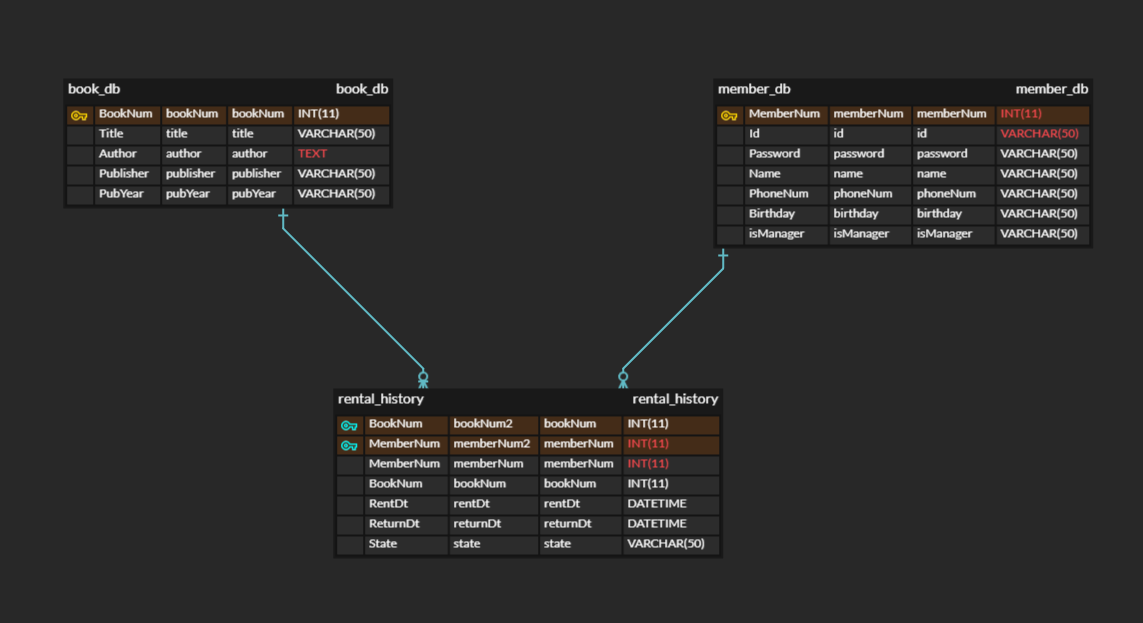 book_db book_db
BookNum bookNum bookNum INT(11)
Title title title VARCHAR(50)
Author author author TEXT
Publisher publisher publisher VARCHAR(50)
PubYear pubYear pubYear VARCHAR(50)
member_db member_db
MemberNum memberNum memberNum INT(11)
Id id id VARCHAR(50)
Password password password VARCHAR(50)
Name name name VARCHAR(50)
PhoneNum phoneNum phoneNum VARCHAR(50)
Birthday birthday birthday VARCHAR(50)
isManager isManager isManager VARCHAR(50)
rental_history rental_history
BookNum bookNum2 bookNum INT(11)
MemberNum memberNum2 memberNum INT(11)
MemberNum memberNum memberNum INT(11)
BookNum bookNum bookNum INT(11)
RentDt rentDt rentDt DATETIME
ReturnDt returnDt returnDt DATETIME
State state state VARCHAR(50)